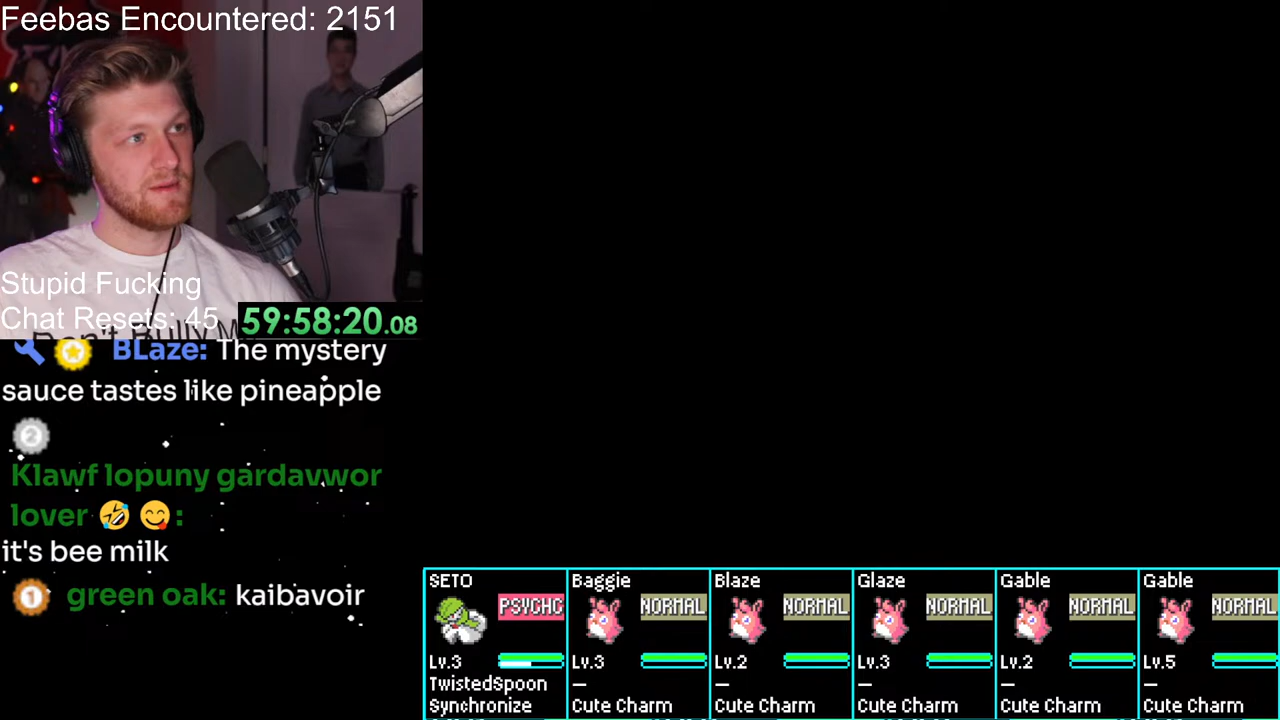 Feebas Encountered: 2151
Stupid Fucking
Chat Resets: 45
59:58:20.08
BLaze: The mystery
sauce tastes like pineapple
2
Klawf lopuny gardavwor
lover 🤣 😋 :
it's bee milk
1 green oak: kaibavoir
SETO
PSYCHC
Lv.3
TwistedSpoon
Synchronize
Baggie
NORMAL
Lv.3
—
Cute Charm
Blaze
NORMAL
Lv.2
—
Cute Charm
Glaze
NORMAL
Lv.3
—
Cute Charm
Gable
NORMAL
Lv.2
—
Cute Charm
Gable
NORMAL
Lv.5
—
Cute Charm